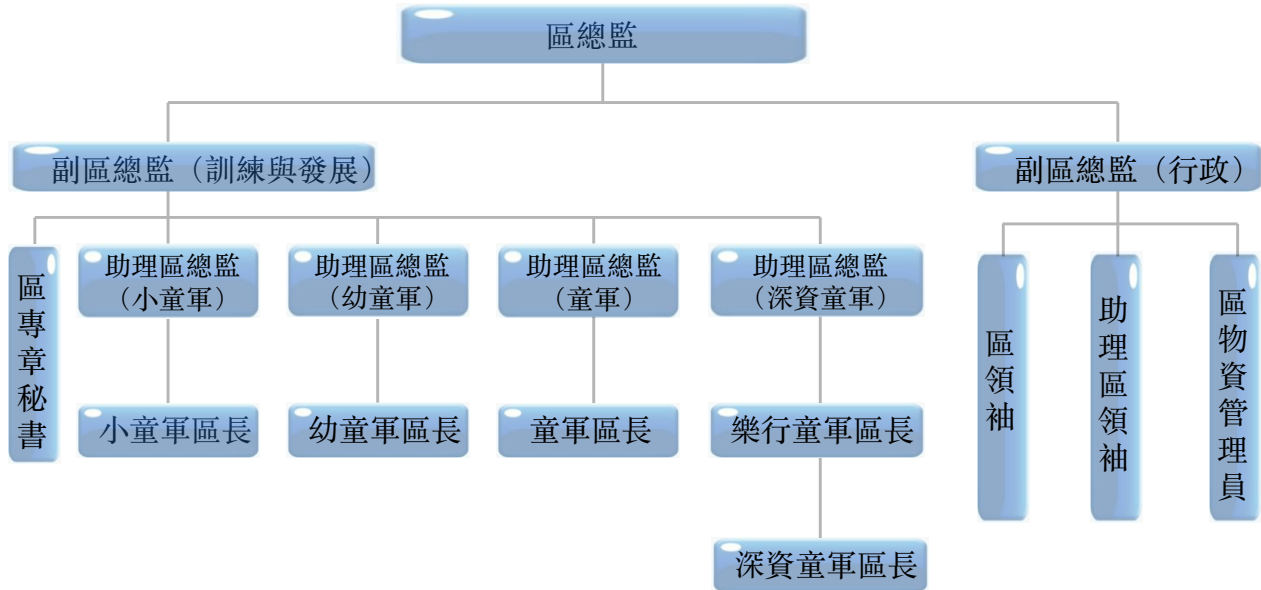 區總監
副區總監（訓練與發展）
副區總監（行政）
區專章秘書
助理區總監
（小童軍）
助理區總監
（幼童軍）
助理區總監
（童軍）
助理區總監
（深資童軍）
區領袖
助理區領袖
區物資管理員
小童軍區長
幼童軍區長
童軍區長
樂行童軍區長
深資童軍區長